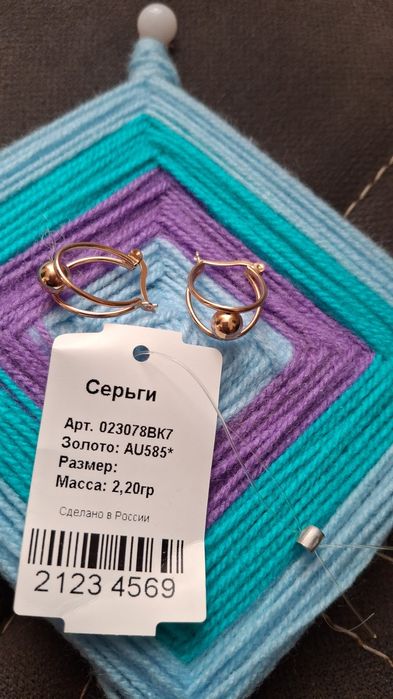 Серьги
Арт. 023078ВК7
Золото: AU585*
Размер:
Масса: 2,20гр
Сделано в России
2123 4569